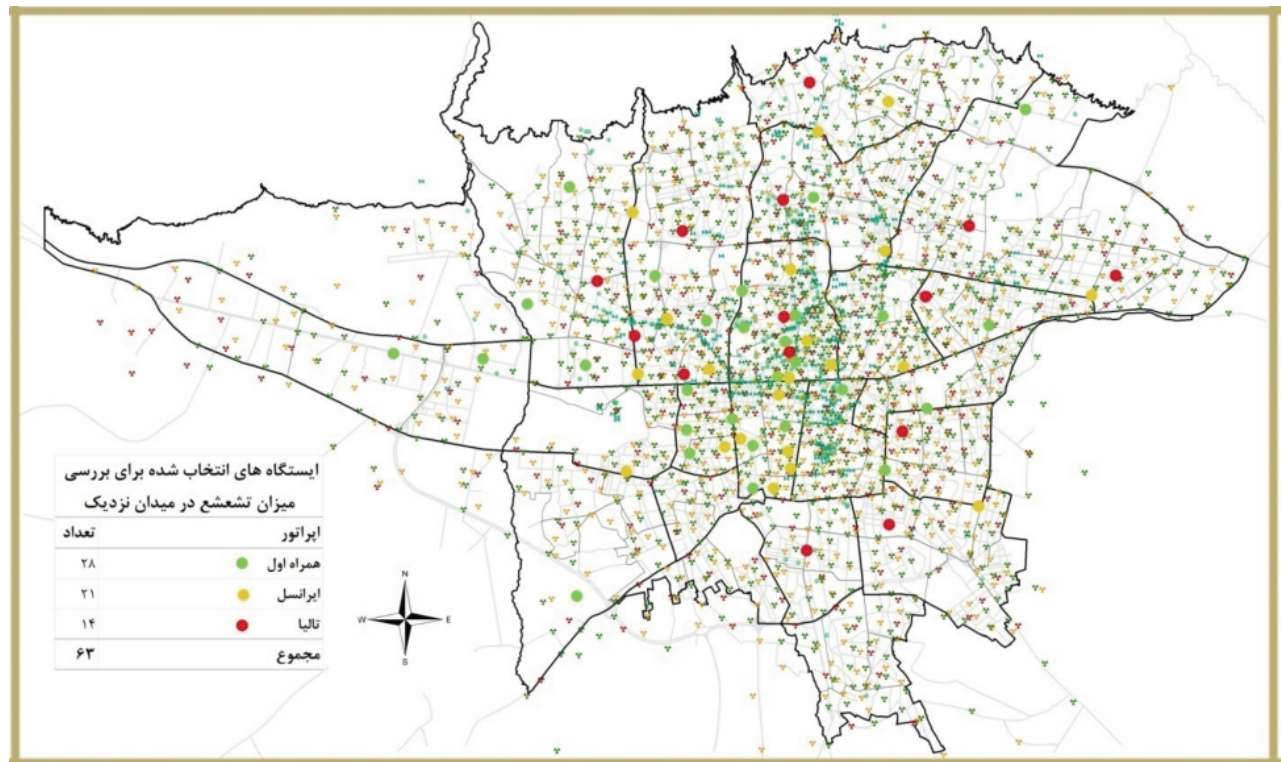 ایستگاه های انتخاب شده برای بررسی
میزان تشعشع در میدان نزدیک
اپراتور تعداد
همراه اول ۲۸
ایرانسل ۲۱
تالیا ۱۴
مجموع ۶۳
N
W E
S